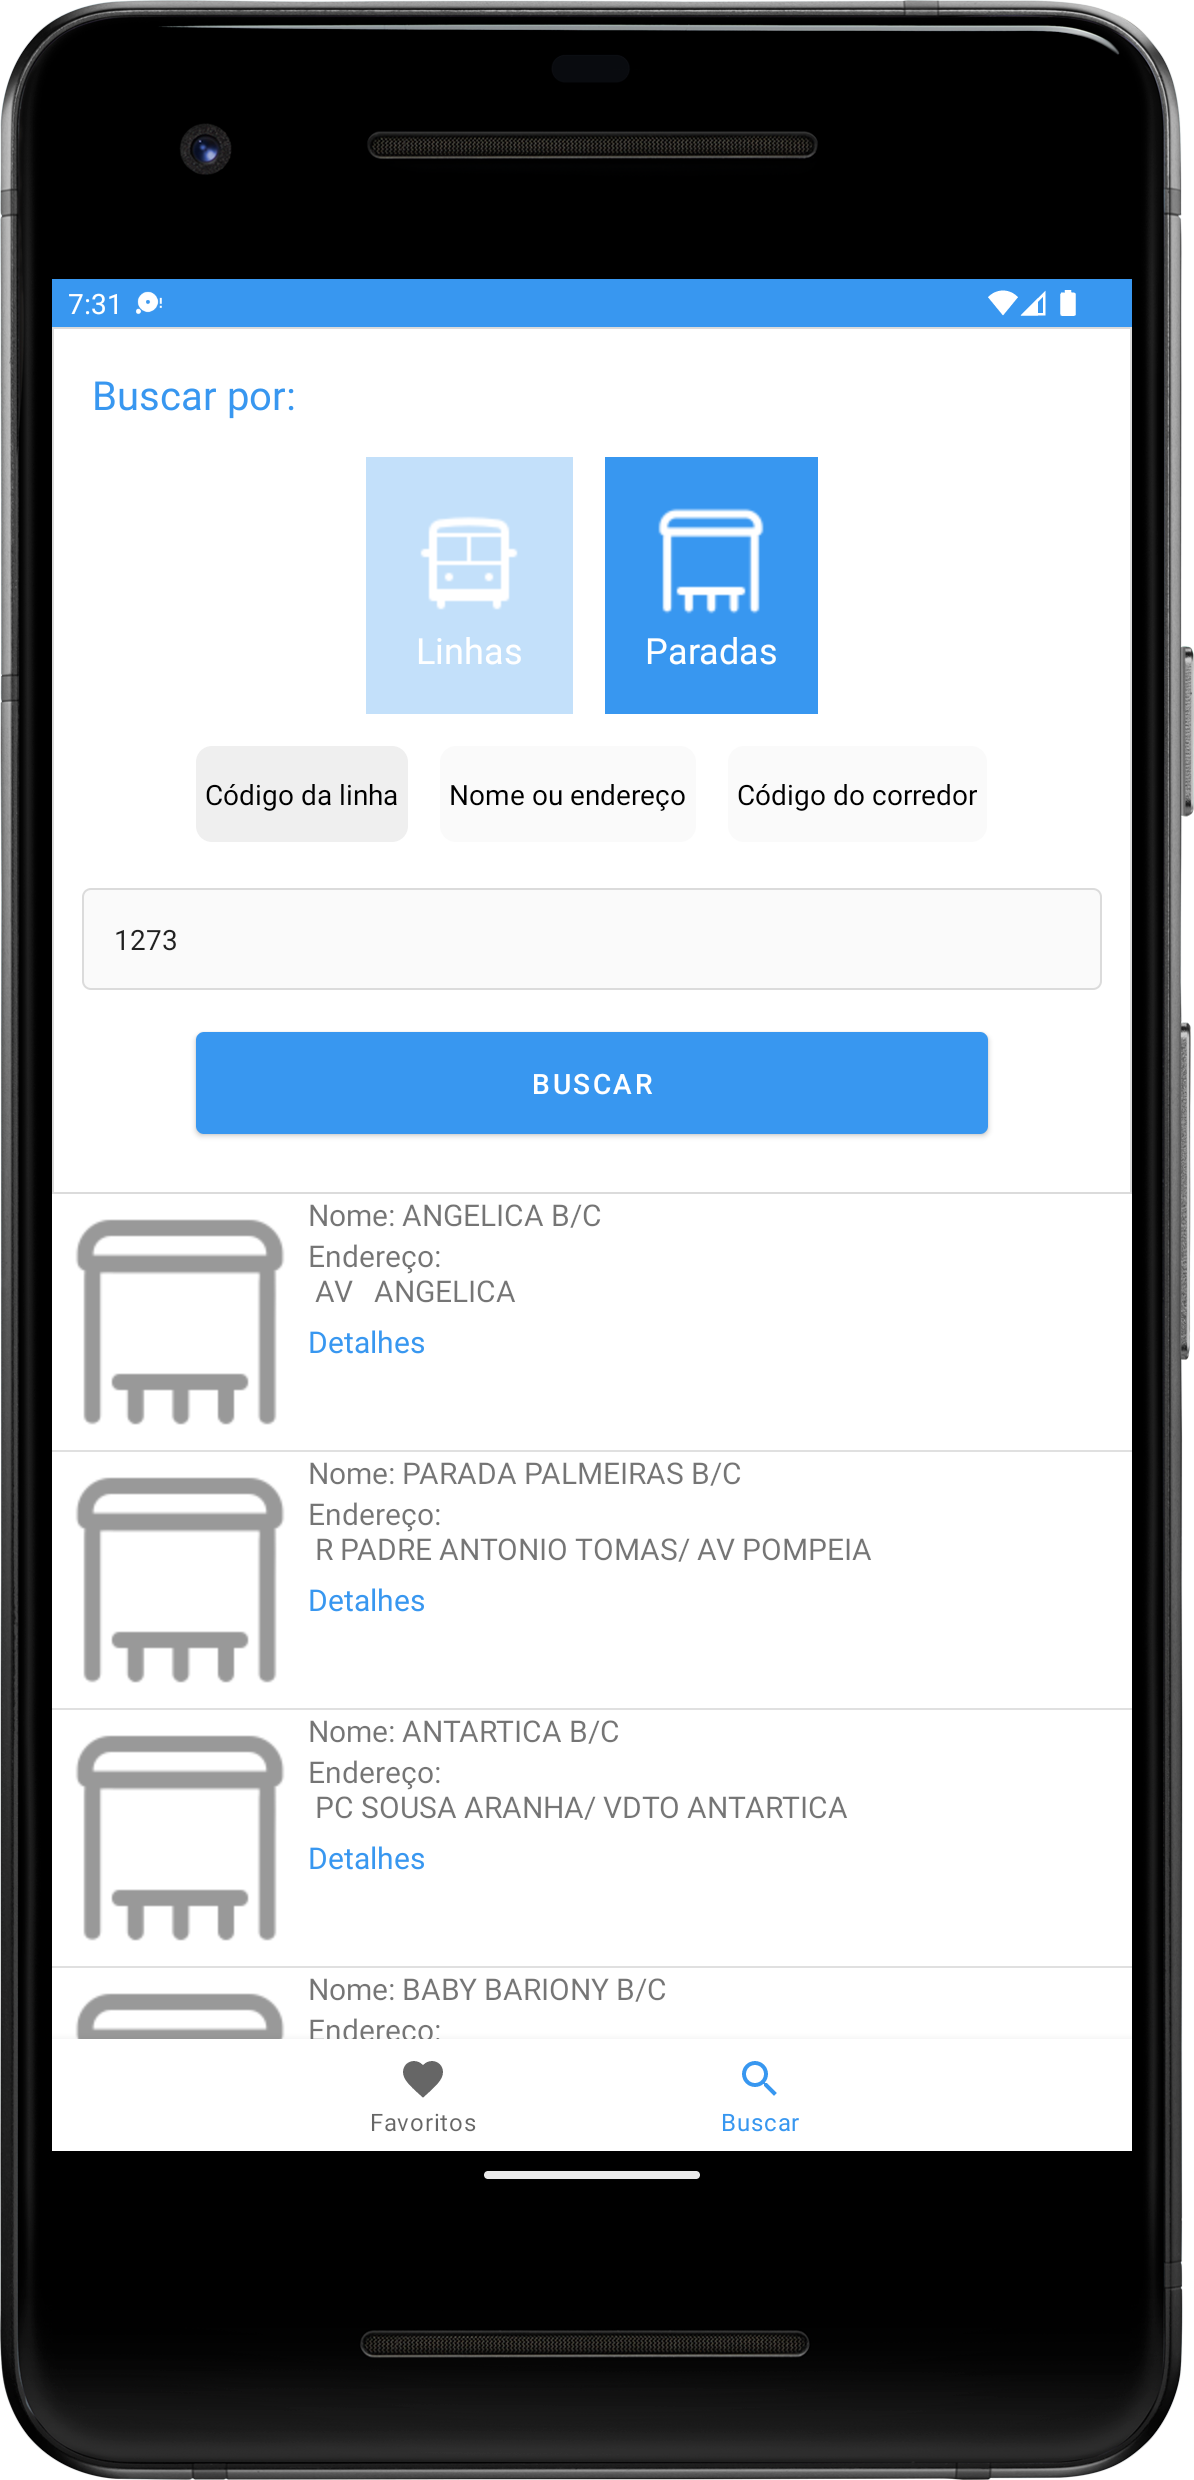 7:31
Buscar por:
Linhas
Paradas
Código da linha
Nome ou endereço
Código do corredor
1273
BUSCAR
Nome: ANGELICA B/C
Endereço:
AV   ANGELICA
Detalhes
Nome: PARADA PALMEIRAS B/C
Endereço:
R PADRE ANTONIO TOMAS/ AV POMPEIA
Detalhes
Nome: ANTARTICA B/C
Endereço:
PC SOUSA ARANHA/ VDTO ANTARTICA
Detalhes
Nome: BABY BARIONY B/C
Endereço:
Favoritos
Buscar